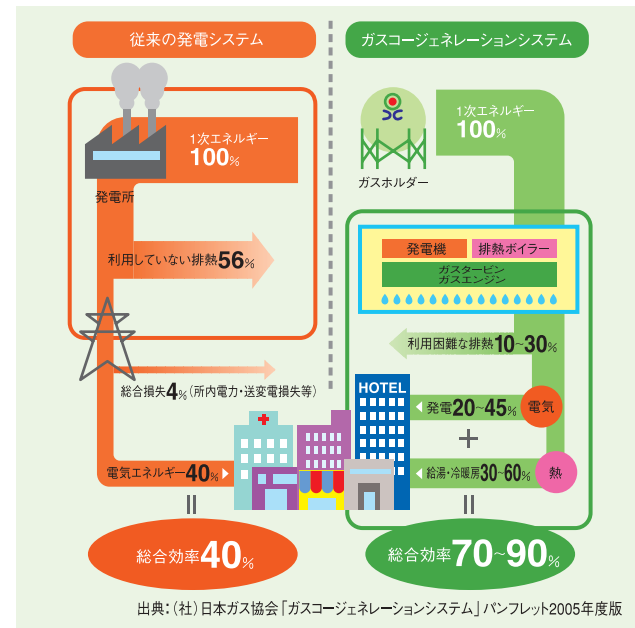 従来の発電システム
1次エネルギー
100%
発電所
利用していない排熱56%
総合損失4%(所内電力・送変電損失等)
電気エネルギー40%
総合効率40%
ガスコージェネレーションシステム
1次エネルギー
100%
ガスホルダー
発電機
排熱ボイラー
ガスタービン
ガスエンジン
利用困難な排熱10~30%
HOTEL
発電20~45%
電気
+
給湯・冷暖房30~60%
熱
総合効率70~90%
出典:(社)日本ガス協会「ガスコージェネレーションシステム」パンフレット2005年度版